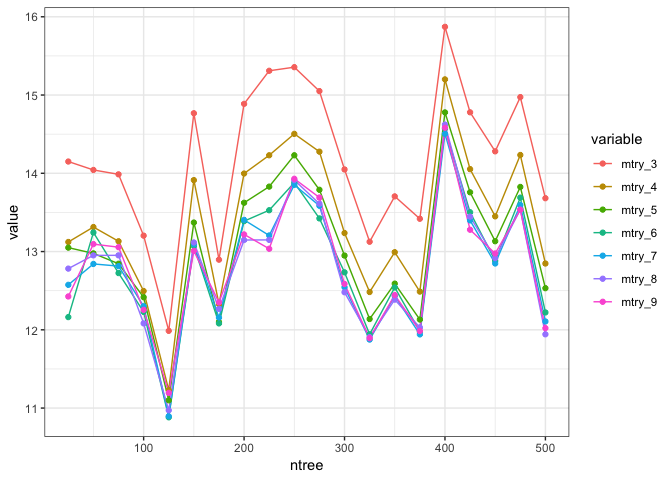 16
15
14
13
12
11
value
100
200
300
400
500
ntree
variable
mtry_3
mtry_4
mtry_5
mtry_6
mtry_7
mtry_8
mtry_9